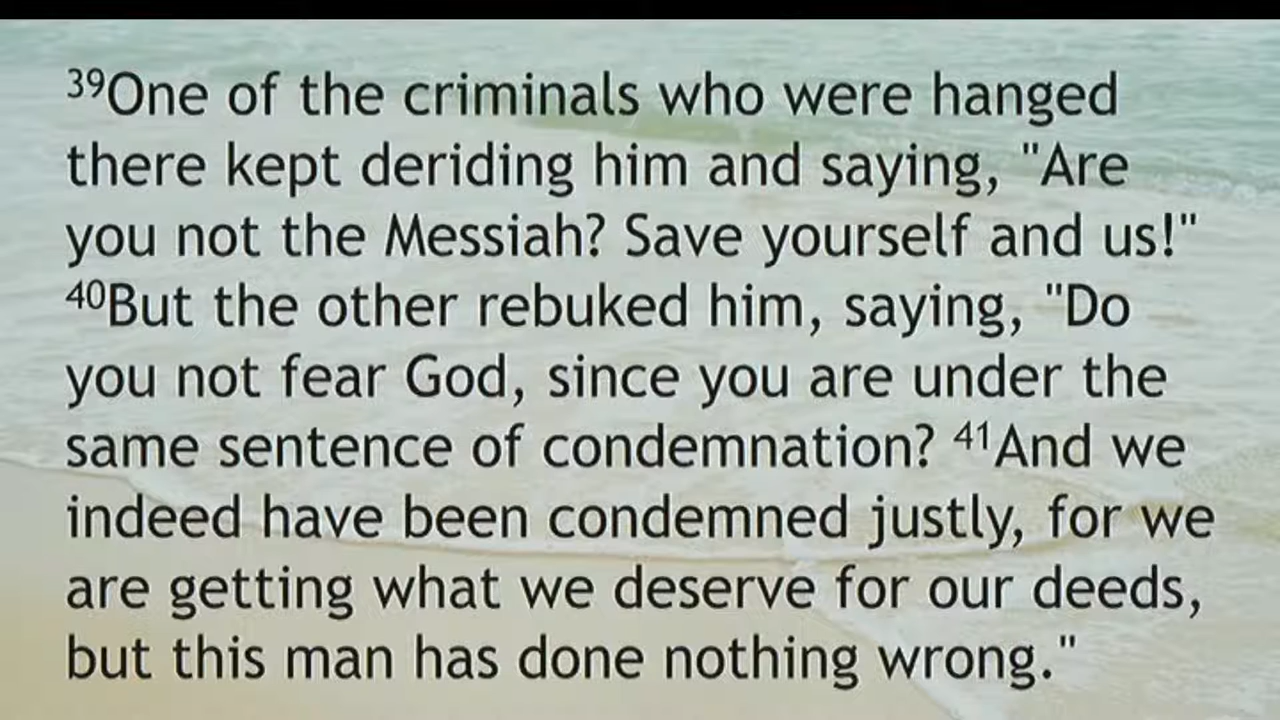 ³⁹One of the criminals who were hanged
there kept deriding him and saying, "Are
you not the Messiah? Save yourself and us!"
⁴⁰But the other rebuked him, saying, "Do
you not fear God, since you are under the
same sentence of condemnation? ⁴¹And we
indeed have been condemned justly, for we
are getting what we deserve for our deeds,
but this man has done nothing wrong."